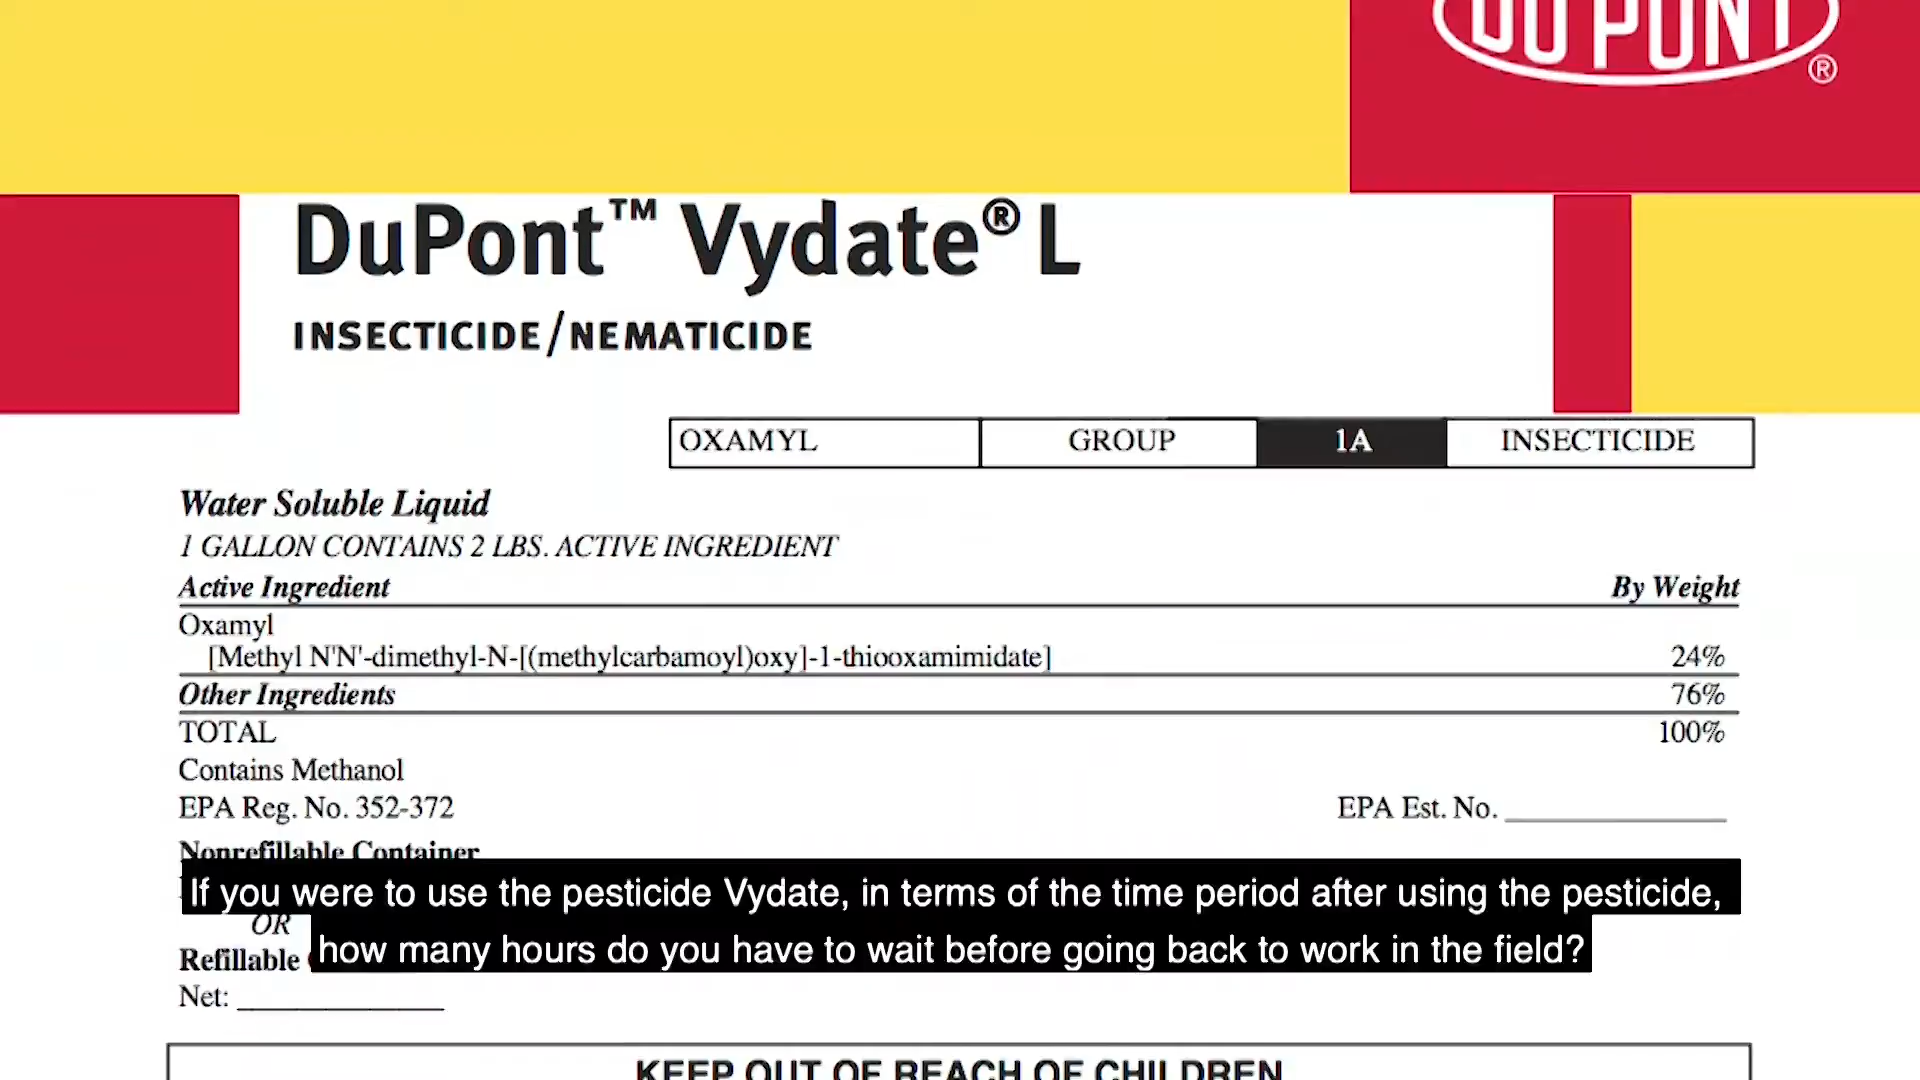 DU PONT
®
DuPont™ Vydate® L
INSECTICIDE/NEMATICIDE
OXAMYL GROUP 1A INSECTICIDE
Water Soluble Liquid
1 GALLON CONTAINS 2 LBS. ACTIVE INGREDIENT
Active Ingredient By Weight
Oxamyl
[Methyl N'N'-dimethyl-N-[(methylcarbamoyl)oxy]-1-thiooxamimidate] 24%
Other Ingredients 76%
TOTAL 100%
Contains Methanol
EPA Reg. No. 352-372 EPA Est. No. ______________
Nonrefillable Container
If you were to use the pesticide Vydate, in terms of the time period after using the pesticide,
OR
how many hours do you have to wait before going back to work in the field?
Refillable
Net: ______________
KEEP OUT OF REACH OF CHILDREN